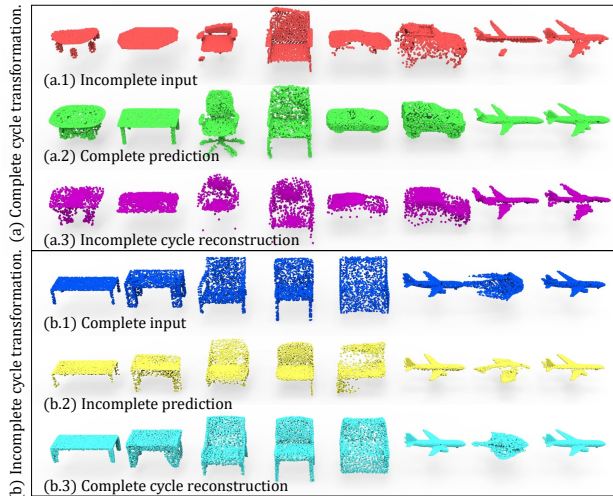 (a) Complete cycle transformation.
(a.1) Incomplete input
(a.2) Complete prediction
(a.3) Incomplete cycle reconstruction
(b) Incomplete cycle transformation.
(b.1) Complete input
(b.2) Incomplete prediction
(b.3) Complete cycle reconstruction